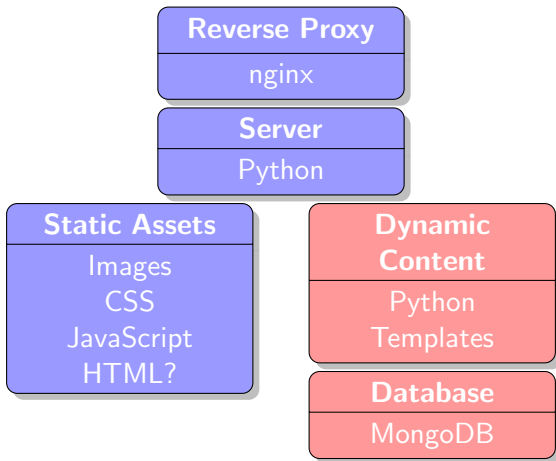 Reverse Proxy
nginx
Server
Python
Static Assets
Images
CSS
JavaScript
HTML?
Dynamic
Content
Python
Templates
Database
MongoDB